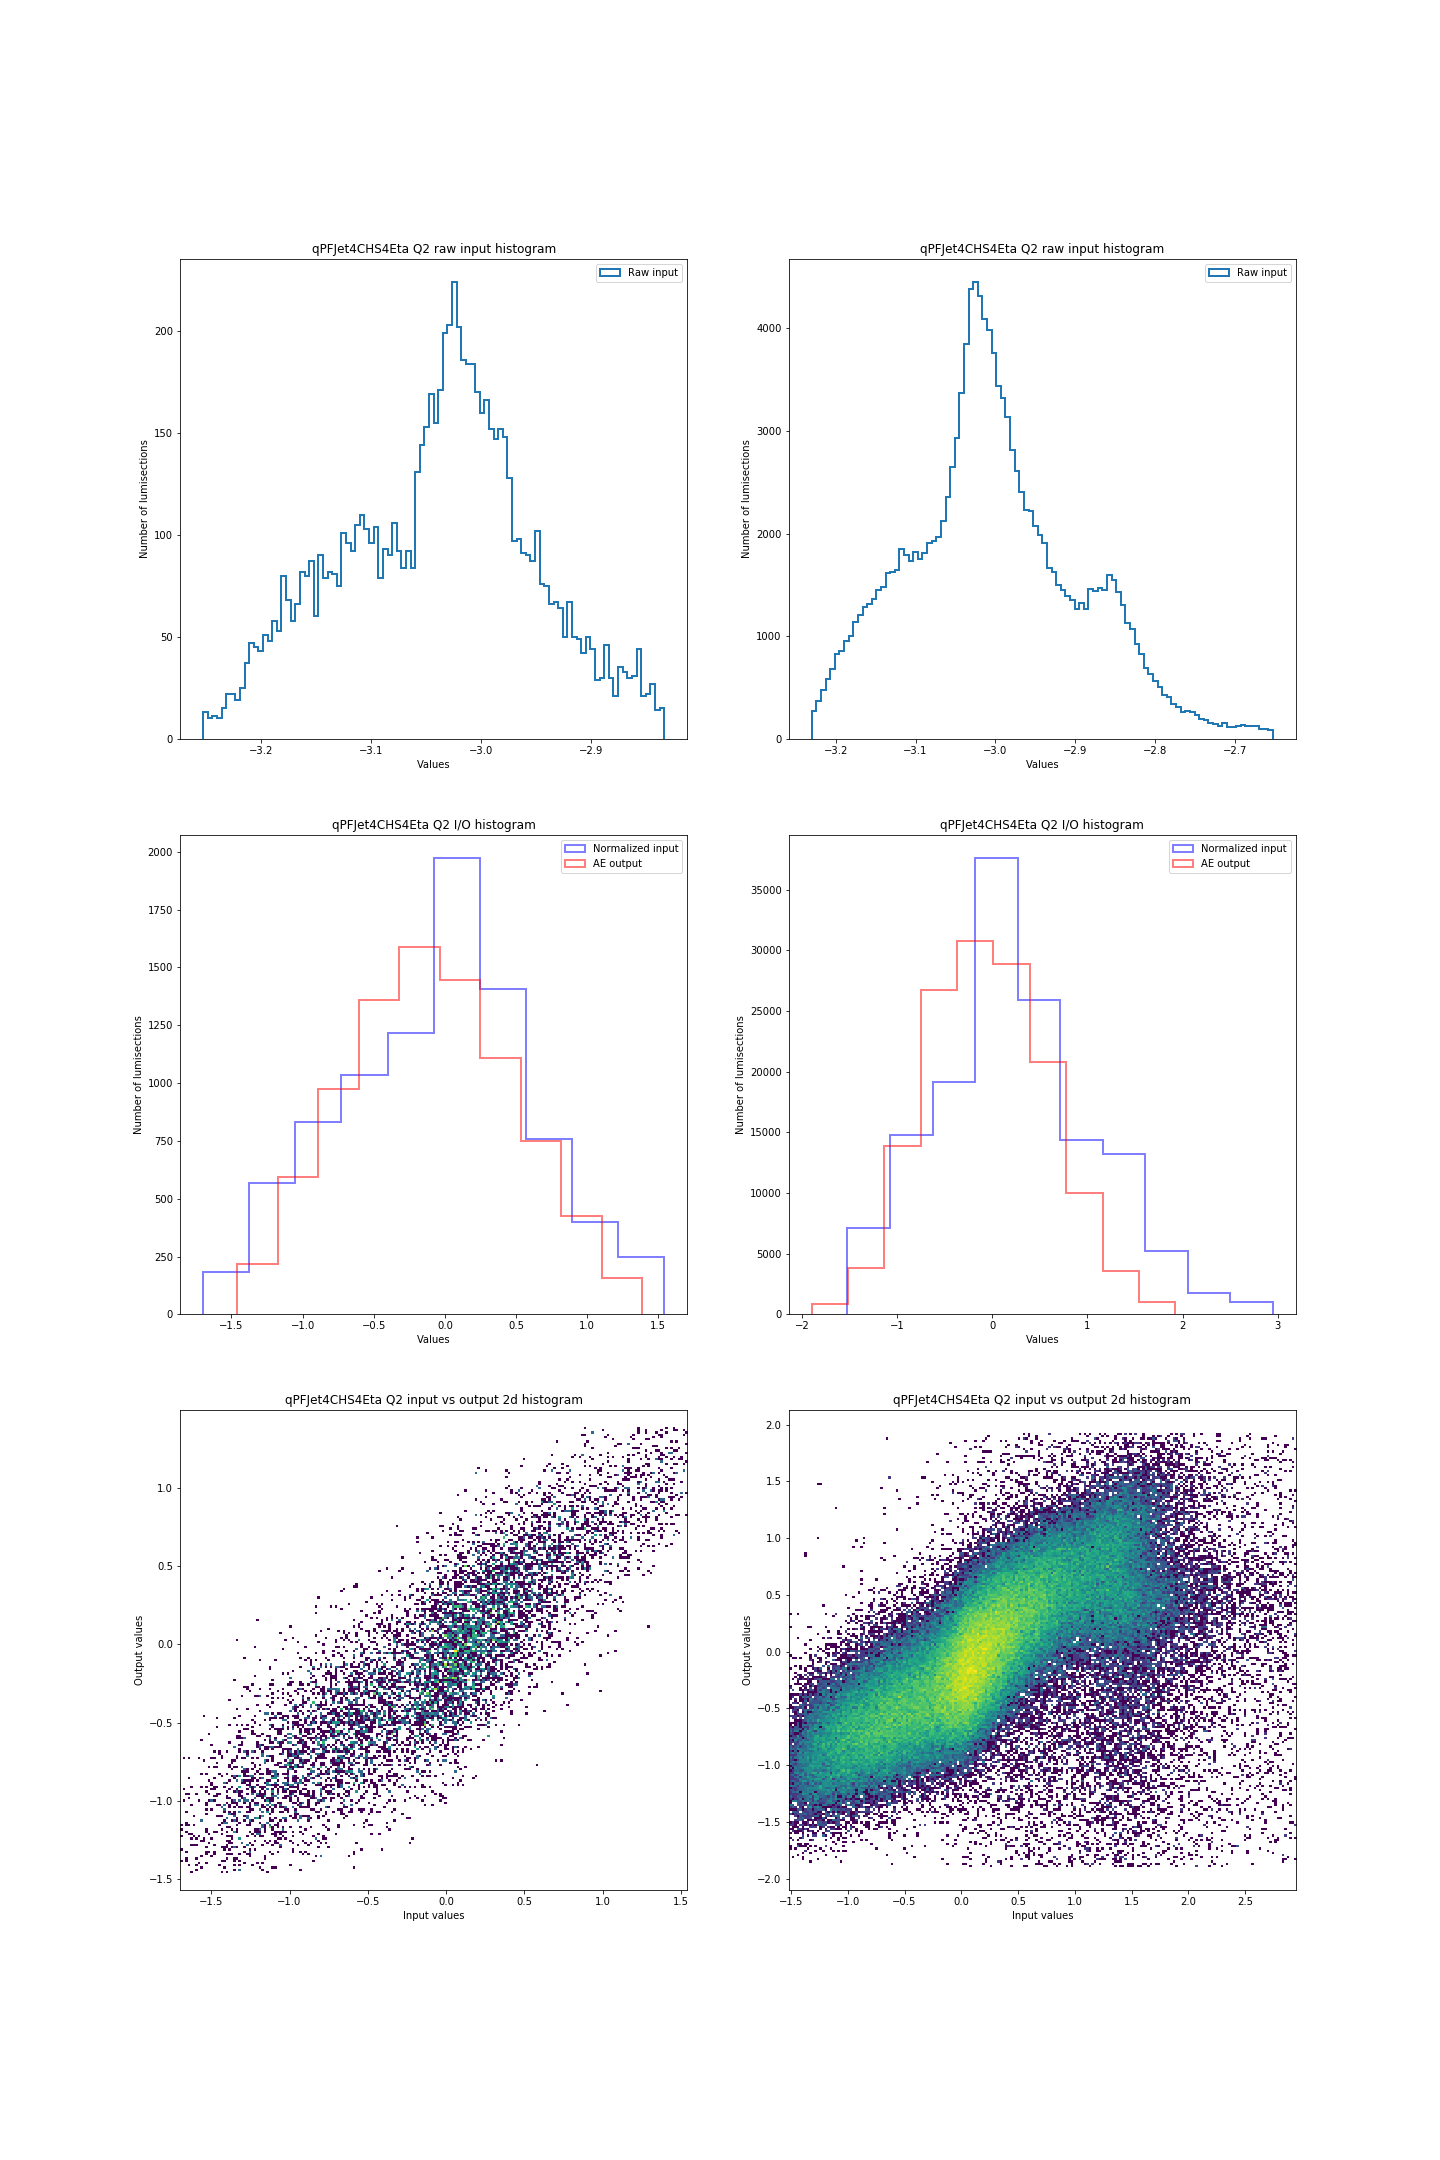 qPFJet4CHS4Eta Q2 raw input histogram
Raw input
200
150
100
50
0
Number of lumisections
−3.2 −3.1 −3.0 −2.9
Values
qPFJet4CHS4Eta Q2 raw input histogram
Raw input
4000
3000
2000
1000
0
Number of lumisections
−3.2 −3.1 −3.0 −2.9 −2.8 −2.7
Values
qPFJet4CHS4Eta Q2 I/O histogram
Normalized input
AE output
2000
1750
1500
1250
1000
750
500
250
0
Number of lumisections
−1.5 −1.0 −0.5 0.0 0.5 1.0 1.5
Values
qPFJet4CHS4Eta Q2 I/O histogram
Normalized input
AE output
35000
30000
25000
20000
15000
10000
5000
0
Number of lumisections
−2 −1 0 1 2 3
Values
qPFJet4CHS4Eta Q2 input vs output 2d histogram
1.0
0.5
0.0
−0.5
−1.0
−1.5
Output values
−1.5 −1.0 −0.5 0.0 0.5 1.0 1.5
Input values
qPFJet4CHS4Eta Q2 input vs output 2d histogram
2.0
1.5
1.0
0.5
0.0
−0.5
−1.0
−1.5
−2.0
Output values
−1.5 −1.0 −0.5 0.0 0.5 1.0 1.5 2.0 2.5
Input values